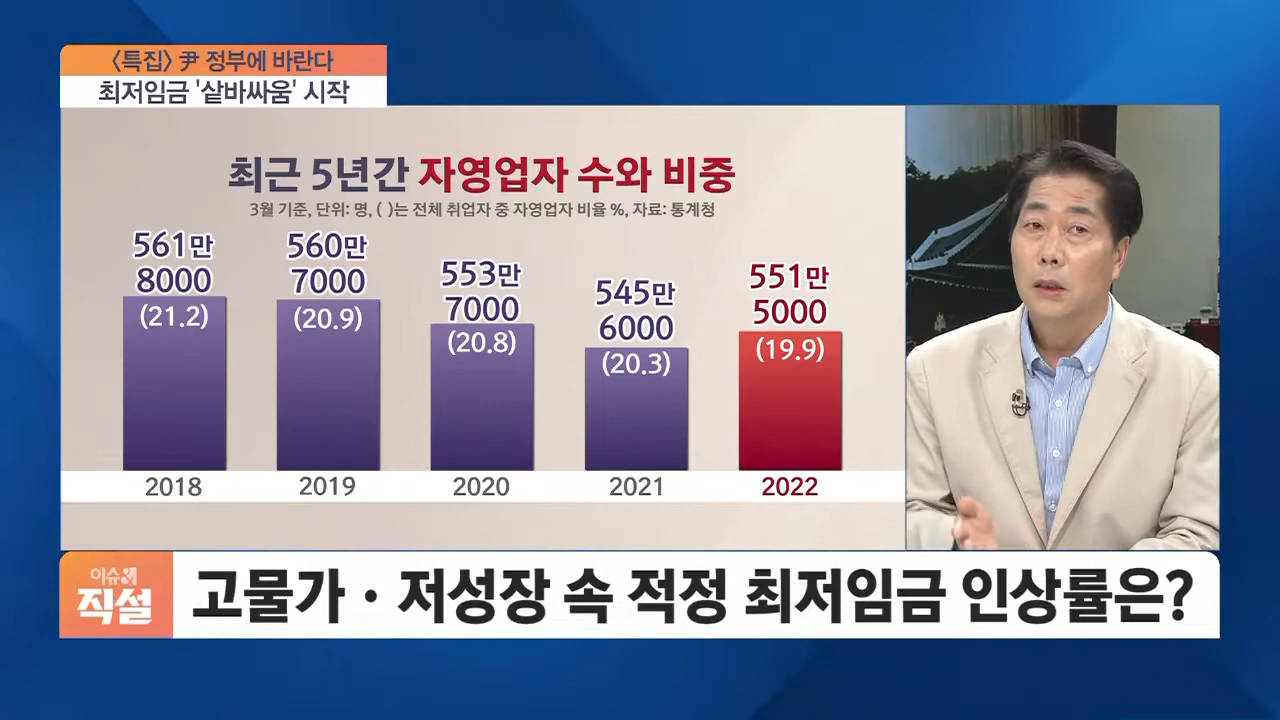 <특집> 尹 정부에 바란다
최저임금 '샅바싸움' 시작
최근 5년간 자영업자 수와 비중
3월 기준, 단위: 명, ( )는 전체 취업자 중 자영업자 비율 %, 자료: 통계청
561만
8000
(21.2)
560만
7000
(20.9)
553만
7000
(20.8)
545만
6000
(20.3)
551만
5000
(19.9)
2018
2019
2020
2021
2022
이슈&
직설
고물가·저성장 속 적정 최저임금 인상률은?